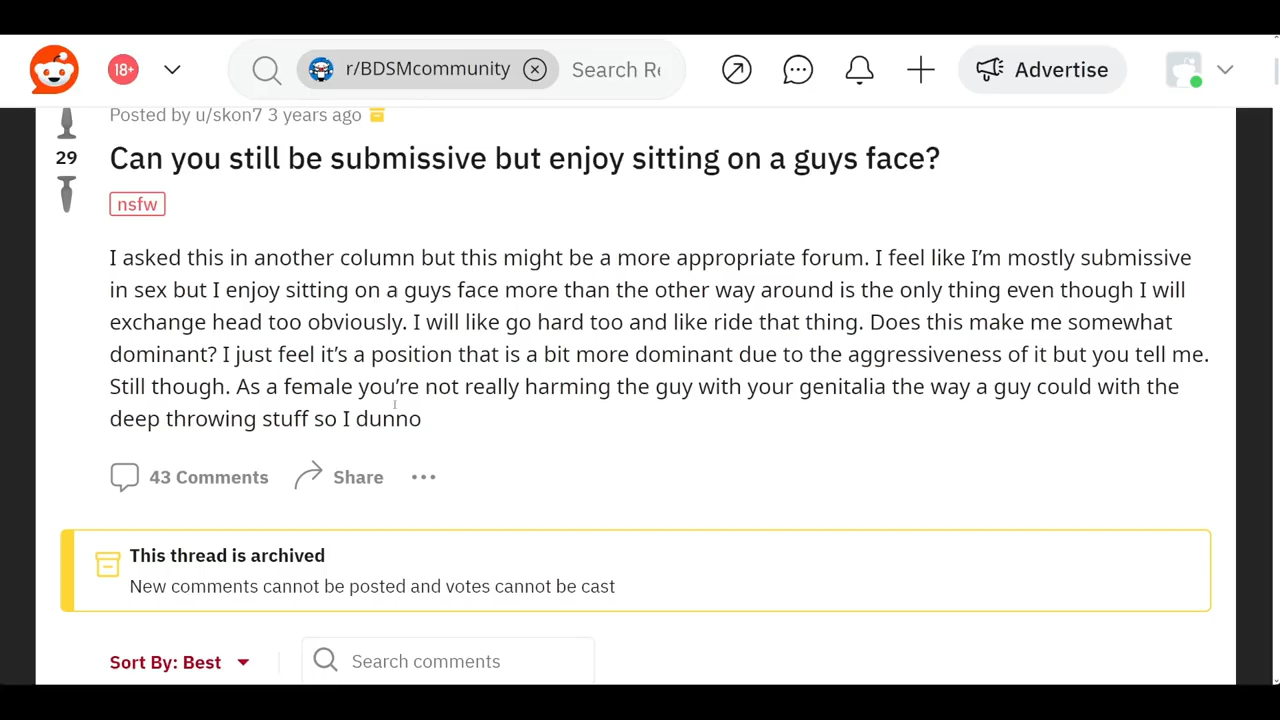 18+
r/BDSMcommunity
Search Re
Advertise
Posted by u/skon7 3 years ago
29
Can you still be submissive but enjoy sitting on a guys face?
nsfw
I asked this in another column but this might be a more appropriate forum. I feel like I’m mostly submissive
in sex but I enjoy sitting on a guys face more than the other way around is the only thing even though I will
exchange head too obviously. I will like go hard too and like ride that thing. Does this make me somewhat
dominant? I just feel it’s a position that is a bit more dominant due to the aggressiveness of it but you tell me.
Still though. As a female you’re not really harming the guy with your genitalia the way a guy could with the
deep throwing stuff so I dunno
43 Comments
Share
This thread is archived
New comments cannot be posted and votes cannot be cast
Sort By: Best
Search comments